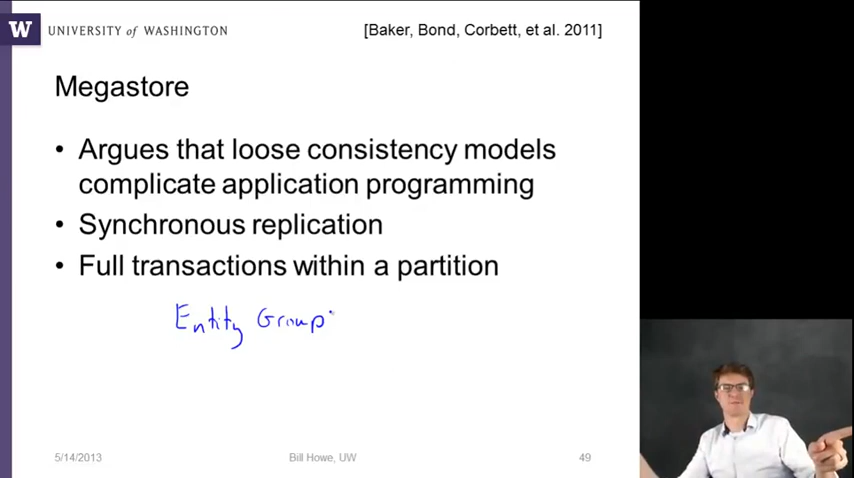 W UNIVERSITY of WASHINGTON
[Baker, Bond, Corbett, et al. 2011]
Megastore
• Argues that loose consistency models
complicate application programming
• Synchronous replication
• Full transactions within a partition
Entity Group
5/14/2013
Bill Howe, UW
49